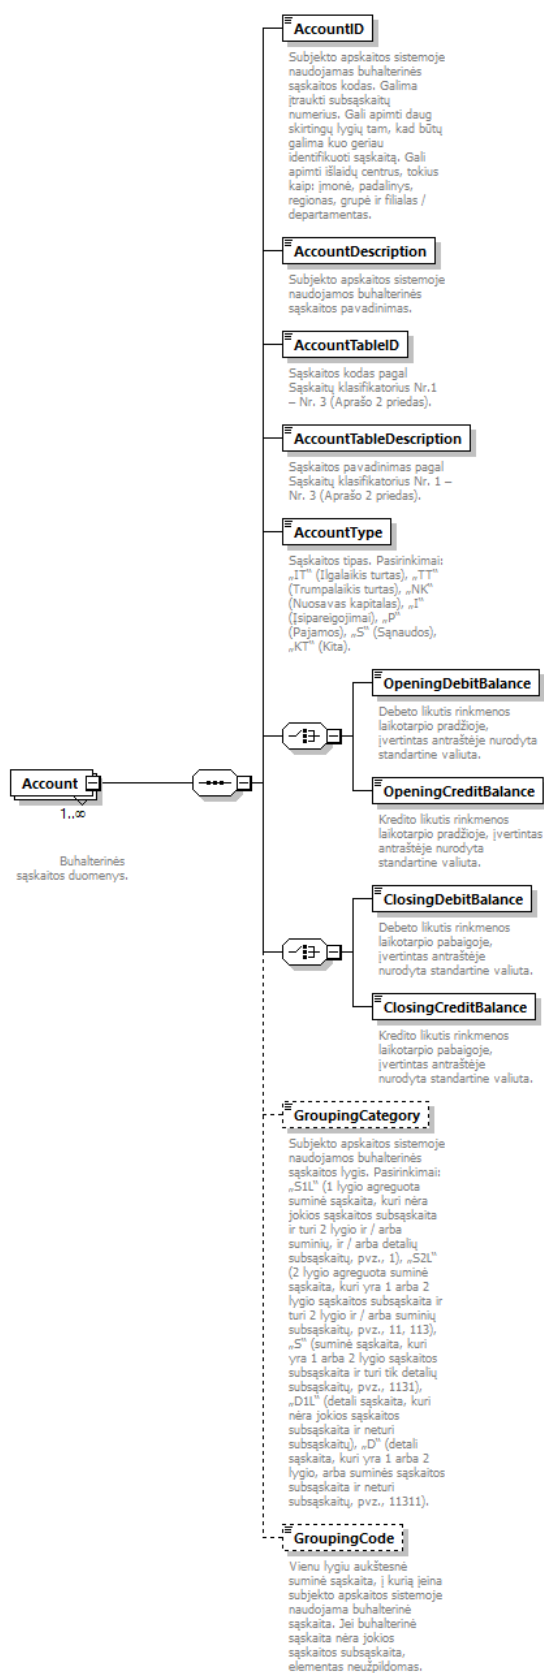 AccountID
Subjekto apskaitos sistemoje
naudojamas buhalterinės
sąskaitos kodas. Galima
įtraukti subsąskaitų
numerius. Gali apimti daug
skirtingų lygių tam, kad būtų
galima kuo geriau
identifikuoti sąskaitą. Gali
apimti išlaidų centrus, tokius
kaip: įmonė, padalinys,
regionas, grupė ir filialas /
departamentas.
AccountDescription
Subjekto apskaitos sistemoje
naudojamos buhalterinės
sąskaitos pavadinimas.
AccountTableID
Sąskaitos kodas pagal
Sąskaitų klasifikatorius Nr.1
– Nr. 3 (Aprašo 2 priedas).
AccountTableDescription
Sąskaitos pavadinimas pagal
Sąskaitų klasifikatorius Nr. 1 –
Nr. 3 (Aprašo 2 priedas).
AccountType
Sąskaitos tipas. Pasirinkimai:
„IT“ (Ilgalaikis turtas), „TT“
(Trumpalaikis turtas), „NK“
(Nuosavas kapitalas), „I“
(Įsipareigojimai), „P“
(Pajamos), „S“ (Sąnaudos),
„KT“ (Kita).
OpeningDebitBalance
Debeto likutis rinkmenos
laikotarpio pradžioje,
įvertintas antraštėje nurodyta
standartine valiuta.
OpeningCreditBalance
Kredito likutis rinkmenos
laikotarpio pradžioje, įvertintas
antraštėje nurodyta
standartine valiuta.
Account
1..∞
Buhalterinės
sąskaitos duomenys.
ClosingDebitBalance
Debeto likutis rinkmenos
laikotarpio pabaigoje,
įvertintas antraštėje
nurodyta standartine valiuta.
ClosingCreditBalance
Kredito likutis rinkmenos
laikotarpio pabaigoje,
įvertintas antraštėje
nurodyta standartine valiuta.
GroupingCategory
Subjekto apskaitos sistemoje
naudojamos buhalterinės
sąskaitos lygis. Pasirinkimai:
„S1L“ (1 lygio agreguota
suminė sąskaita, kuri nėra
jokios sąskaitos subsąskaita
ir turi 2 lygio ir / arba
suminių, ir / arba detalių
subsąskaitų, pvz., 1), „S2L“
(2 lygio agreguota suminė
sąskaita, kuri yra 1 arba 2
lygio sąskaitos subsąskaita ir
turi 2 lygio ir / arba suminių
subsąskaitų, pvz., 11, 113),
„S“ (suminė sąskaita, kuri
yra 1 arba 2 lygio sąskaitos
subsąskaita ir turi tik detalių
subsąskaitų, pvz., 1131),
„D1L“ (detali sąskaita, kuri
nėra jokios sąskaitos
subsąskaita ir neturi
subsąskaitų), „D“ (detali
sąskaita, kuri yra 1 arba 2
lygio, arba suminės sąskaitos
subsąskaita ir neturi
subsąskaitų, pvz., 11311).
GroupingCode
Vienu lygiu aukštesnė
suminė sąskaita, į kurią įeina
subjekto apskaitos sistemoje
naudojama buhalterinė
sąskaita. Jei buhalterinė
sąskaita nėra jokios
sąskaitos subsąskaita,
elementas neužpildomas.